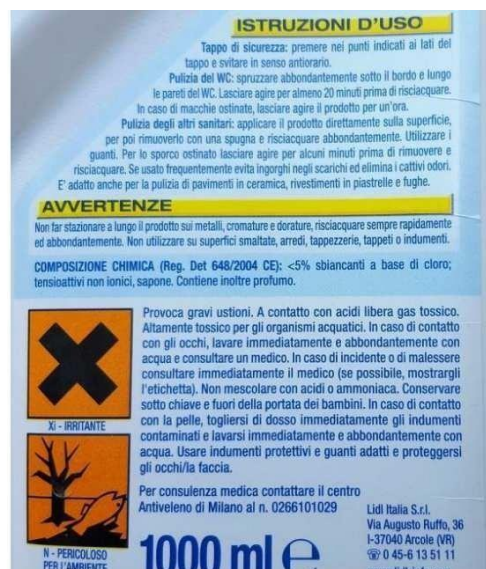 ISTRUZIONI D'USO
Tappo di sicurezza: premere nei punti indicati ai lati del
tappo e svitare in senso antiorario.
Pulizia del WC: spruzzare abbondantemente sotto il bordo e lungo
le pareti del WC. Lasciare agire per almeno 20 minuti prima di risciacquare.
In caso di macchie ostinate, lasciare agire il prodotto per un'ora.
Pulizia degli altri sanitari: applicare il prodotto direttamente sulla superficie,
per poi rimuoverlo con una spugna e risciacquare abbondantemente. Utilizzare i
guanti. Per lo sporco ostinato lasciare agire per alcuni minuti prima di rimuovere e
risciacquare. Se usato frequentemente evita ingorghi negli scarichi ed elimina i cattivi odori.
E' adatto anche per la pulizia di pavimenti in ceramica, rivestimenti in piastrelle e fughe.
AVVERTENZE
Non far stazionare a lungo il prodotto sui metalli, cromature e dorature, risciacquare sempre rapidamente
ed abbondantemente. Non utilizzare su superfici smaltate, arredi, tappezzerie, tappeti o indumenti.
COMPOSIZIONE CHIMICA (Reg. Det 648/2004 CE): <5% sbiancanti a base di cloro;
tensioattivi non ionici, sapone. Contiene inoltre profumo.
Provoca gravi ustioni. A contatto con acidi libera gas tossico.
Altamente tossico per gli organismi acquatici. In caso di contatto
con gli occhi, lavare immediatamente e abbondantemente con
acqua e consultare un medico. In caso di incidente o di malessere
consultare immediatamente il medico (se possibile, mostrargli
l'etichetta). Non mescolare con acidi o ammoniaca. Conservare
sotto chiave e fuori della portata dei bambini. In caso di contatto
con la pelle, togliersi di dosso immediatamente gli indumenti
contaminati e lavarsi immediatamente e abbondantemente con
acqua. Usare indumenti protettivi e guanti adatti e proteggersi
gli occhi/la faccia.
Xi - IRRITANTE
Per consulenza medica contattare il centro
Antiveleno di Milano al n. 0266101029
N - PERICOLOSO
PER L'AMBIENTE
1000 ml e
Lidl Italia S.r.l.
Via Augusto Ruffo, 36
I-37040 Arcole (VR)
☏ 0 45-6 13 51 11